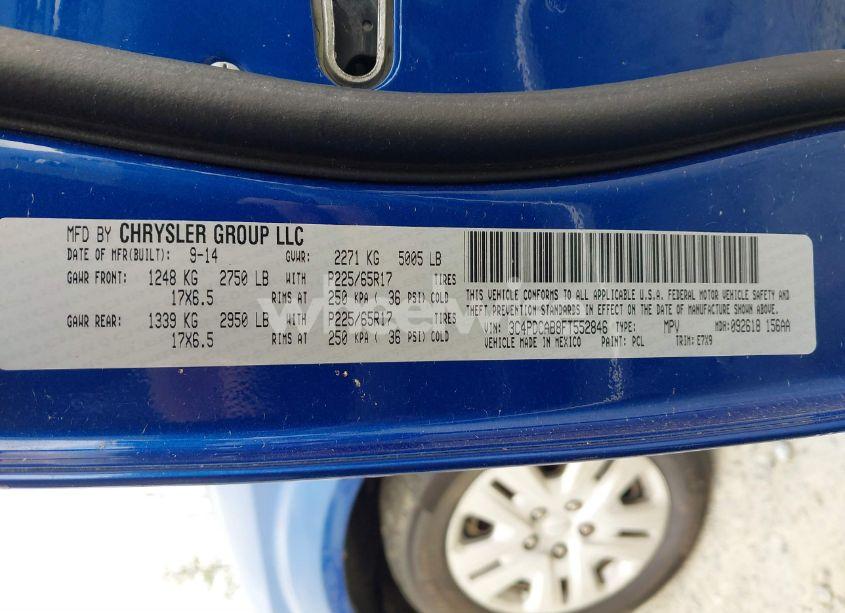 MFD BY CHRYSLER GROUP LLC
DATE OF MFR(BUILT): 9-14 GVWR: 2271 KG 5005 LB
GAWR FRONT: 1248 KG 2750 LB WITH P225/65R17 TIRES
17X6.5 RIMS AT 250 KPA ( 36 PSI) COLD
GAWR REAR: 1339 KG 2950 LB WITH P225/65R17 TIRES
17X6.5 RIMS AT 250 KPA ( 36 PSI) COLD
THIS VEHICLE CONFORMS TO ALL APPLICABLE U.S.A. FEDERAL MOTOR VEHICLE SAFETY AND
THEFT PREVENTION STANDARDS IN EFFECT ON THE DATE OF MANUFACTURE SHOWN ABOVE.
VIN: 3C4PDCAB8FT552846 TYPE: MPV MDH: 092618 156AA
VEHICLE MADE IN MEXICO PAINT: PCL TRIM: E7X9